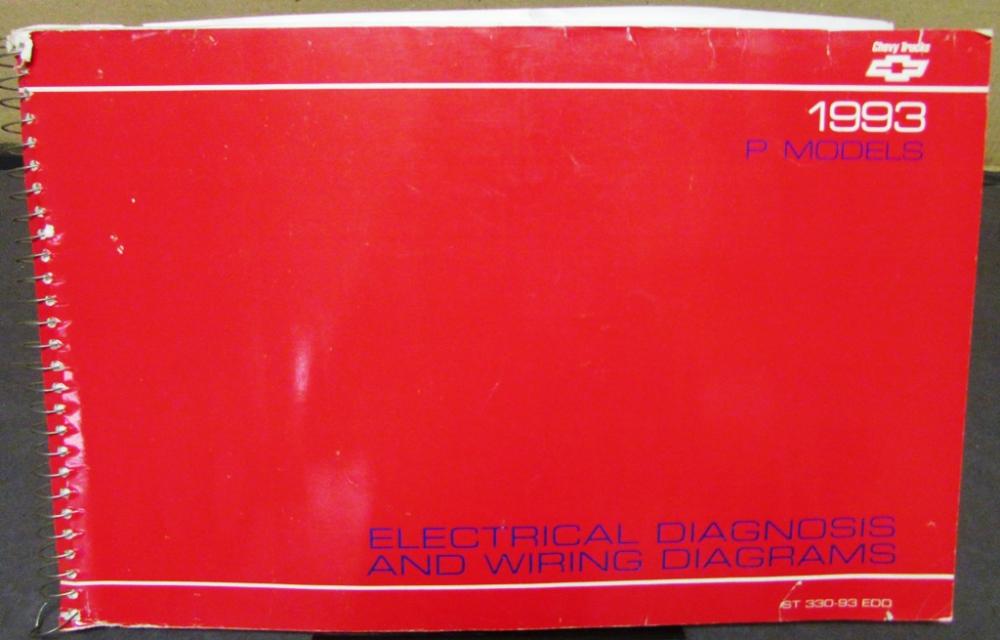 Chevy Trucks
1993
P MODELS
ELECTRICAL DIAGNOSIS
AND WIRING DIAGRAMS
ST 330-93 EDD